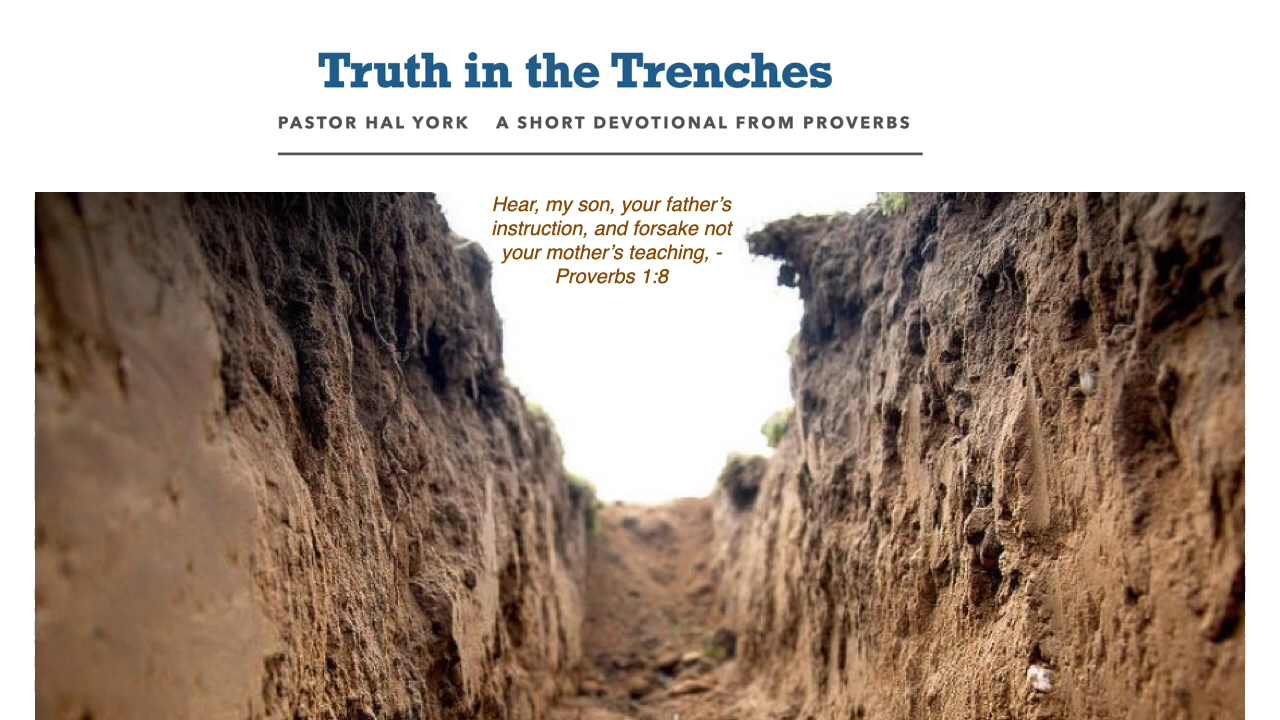 Truth in the Trenches
PASTOR HAL YORK A SHORT DEVOTIONAL FROM PROVERBS
Hear, my son, your father’s
instruction, and forsake not
your mother’s teaching, -
Proverbs 1:8